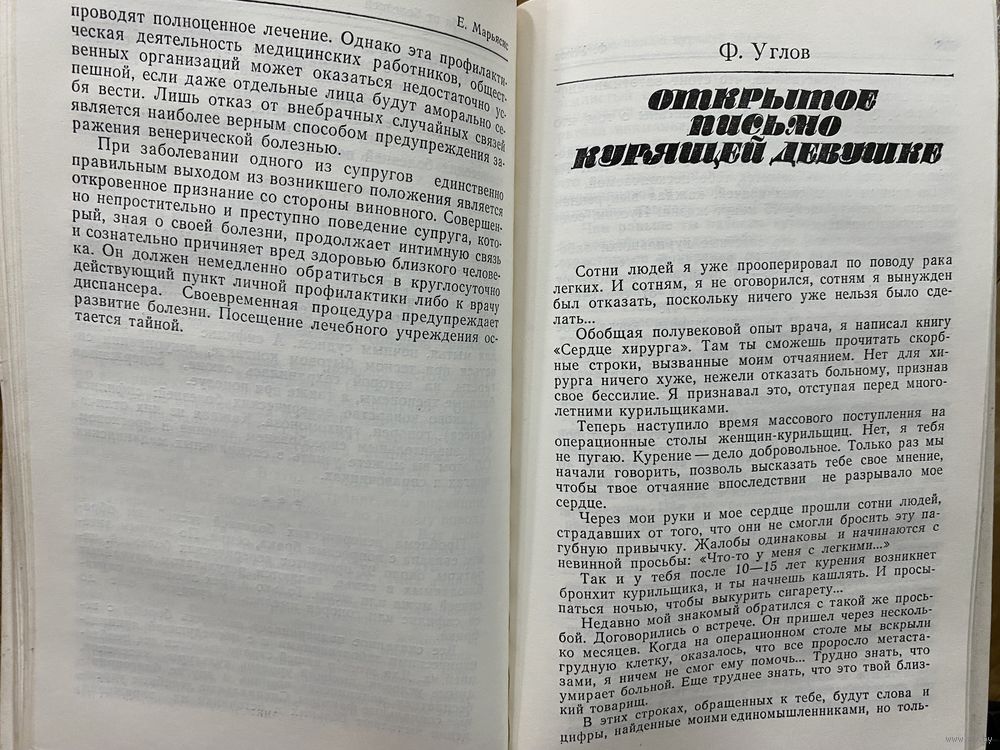 Е. Марьясис
проводят полноценное лечение. Однако эта профилакти-
ческая деятельность медицинских работников, общест-
венных организаций может оказаться недостаточно ус-
пешной, если даже отдельные лица будут аморально се-
бя вести. Лишь отказ от внебрачных случайных связей
является наиболее верным способом предупреждения за-
ражения венерической болезнью.
При заболевании одного из супругов единственно
правильным выходом из возникшего положения является
откровенное признание со стороны виновного. Совершен-
но непростительно и преступно поведение супруга, кото-
рый, зная о своей болезни, продолжает интимную связь
и сознательно причиняет вред здоровью близкого челове-
ка. Он должен немедленно обратиться в круглосуточно
действующий пункт личной профилактики либо к врачу
диспансера. Своевременная процедура предупреждает
развитие болезни. Посещение лечебного учреждения ос-
тается тайной.
Ф. Углов
ОТКРЫТОЕ
ПИСЬМО
КУРЯЩЕЙ ДЕВУШКЕ
Сотни людей я уже прооперировал по поводу рака
легких. И сотням, я не оговорился, сотням я вынужден
был отказать, поскольку ничего уже нельзя было сде-
лать...
Обобщая полувековой опыт врача, я написал книгу
«Сердце хирурга». Там ты сможешь прочитать скорб-
ные строки, вызванные моим отчаянием. Нет для хи-
рурга ничего хуже, нежели отказать больному, признав
свое бессилие. Я признавал это, отступая перед много-
летними курильщиками.
Теперь наступило время массового поступления на
операционные столы женщин-курильщиц. Нет, я тебя
не пугаю. Курение — дело добровольное. Только раз мы
начали говорить, позволь высказать тебе свое мнение,
чтобы твое отчаяние впоследствии не разрывало мое
сердце.
Через мои руки и мое сердце прошли сотни людей,
страдавших от того, что они не смогли бросить эту па-
губную привычку. Жалобы одинаковы и начинаются с
невинной просьбы: «Что-то у меня с легкими...»
Так и у тебя после 10—15 лет курения возникнет
бронхит курильщика, и ты начнешь кашлять. И просы-
паться ночью, чтобы выкурить сигарету...
Недавно мой знакомый обратился с такой же прось-
бой. Договорились о встрече. Он пришел через несколь-
ко месяцев. Когда на операционном столе мы вскрыли
грудную клетку, оказалось, что все проросло метаста-
зами, я ничем не смог ему помочь... Трудно знать, что
умирает больной. Еще труднее знать, что это твой близ-
кий товарищ.
В этих строках, обращенных к тебе, будут слова и
цифры, найденные моими единомышленниками, но толь-